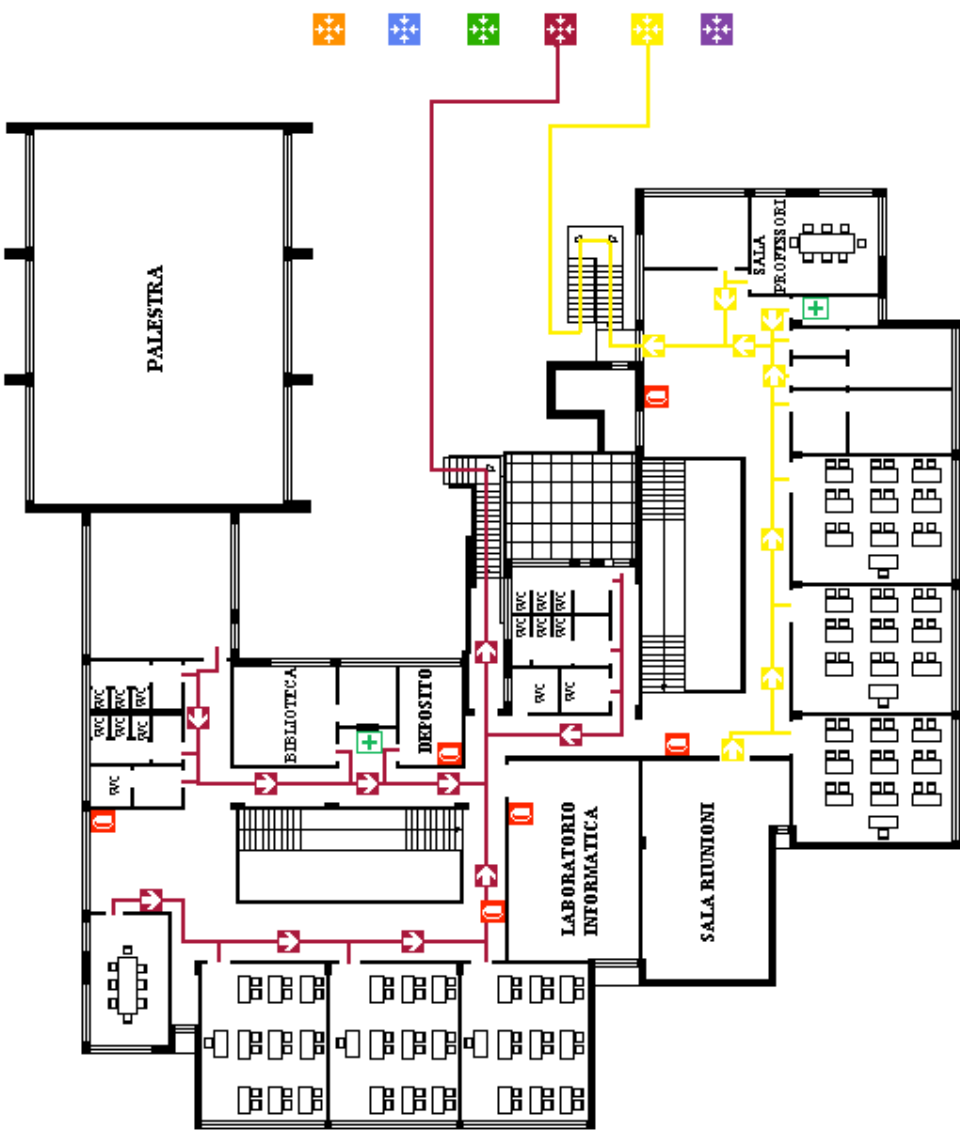 PALESTRA
SALA
PROFESSORI
WC WC WC
WC WC WC
WC WC
WC WC WC
WC WC WC
WC
BIBLIOTECA
DEPOSITO
LABORATORIO
INFORMATICA
SALA RIUNIONI